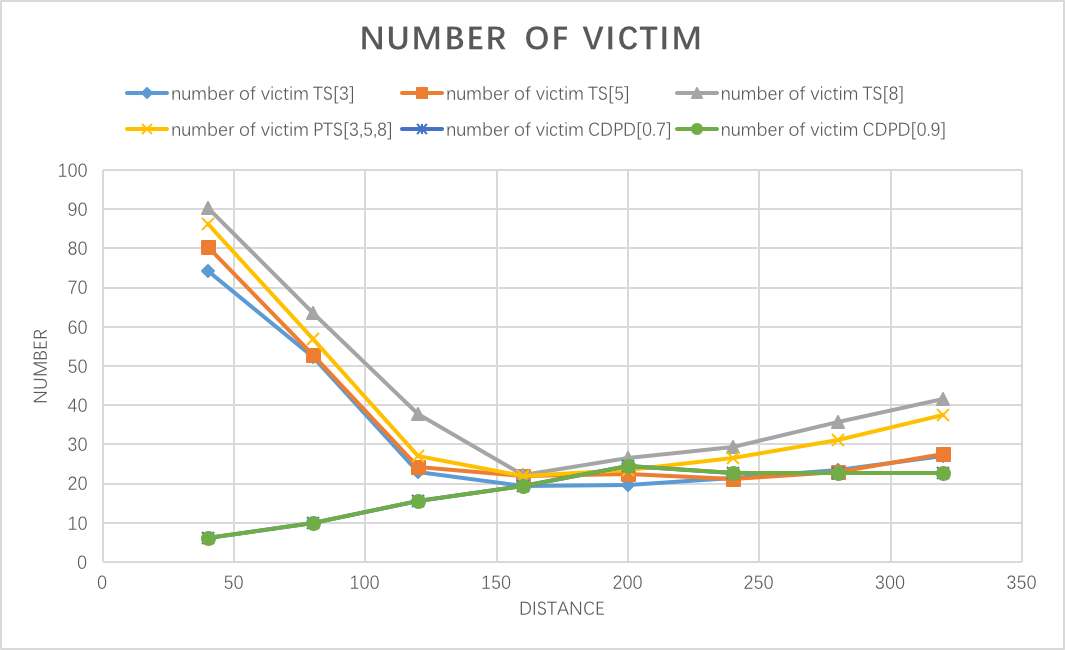 NUMBER OF VICTIM
number of victim TS[3] number of victim TS[5] number of victim TS[8]
number of victim PTS[3,5,8] number of victim CDPD[0.7] number of victim CDPD[0.9]
100
90
80
70
60
50
40
30
20
10
0
NUMBER
0 50 100 150 200 250 300 350
DISTANCE